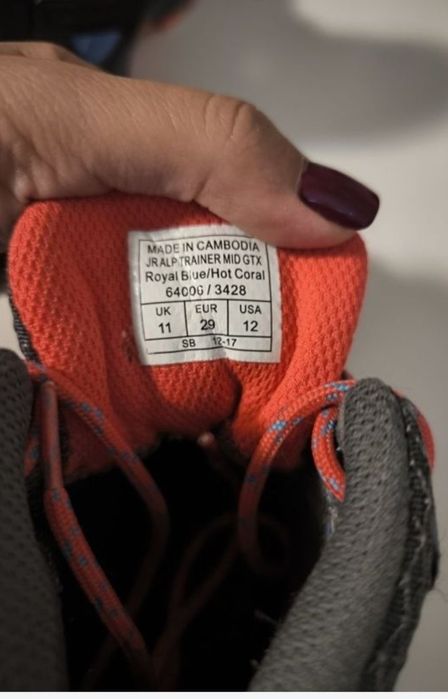 MADE IN CAMBODIA
JR ALP TRAINER MID GTX
Royal Blue/Hot Coral
64006 / 3428
UK EUR USA
11 29 12
SB 12-17